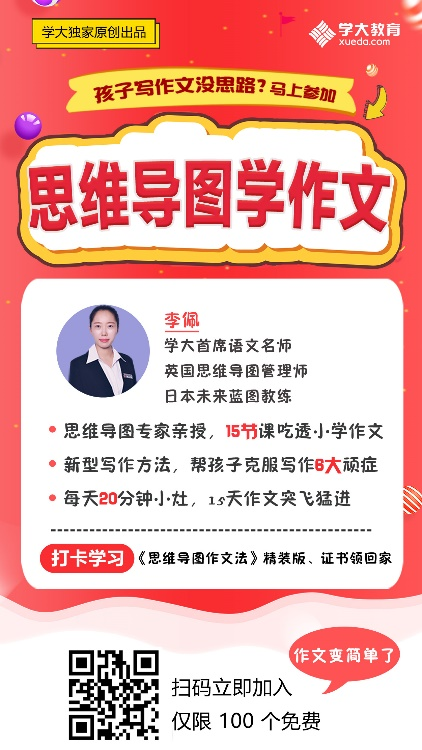 学大独家原创出品
学大教育
xueda.com
孩子写作文没思路?马上参加
思维导图学作文
李佩
学大首席语文名师
英国思维导图管理师
日本未来蓝图教练
思维导图专家亲授，15节课吃透小学作文
新型写作方法，帮孩子克服写作6大顽症
每天20分钟小灶，15天作文突飞猛进
打卡学习《思维导图作文法》精装版、证书领回家
作文变简单了
扫码立即加入
仅限 100 个免费